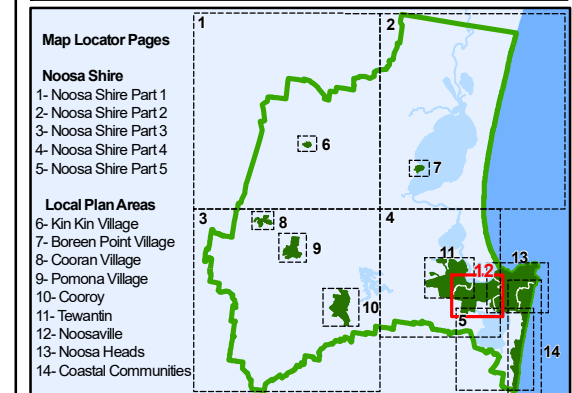 Map Locator Pages
Noosa Shire
1- Noosa Shire Part 1
2- Noosa Shire Part 2
3- Noosa Shire Part 3
4- Noosa Shire Part 4
5- Noosa Shire Part 5
Local Plan Areas
6- Kin Kin Village
7- Boreen Point Village
8- Cooran Village
9- Pomona Village
10- Cooroy
11- Tewantin
12- Noosaville
13- Noosa Heads
14- Coastal Communities
1
2
6
7
3
8
4
9
11
13
12
10
5
14